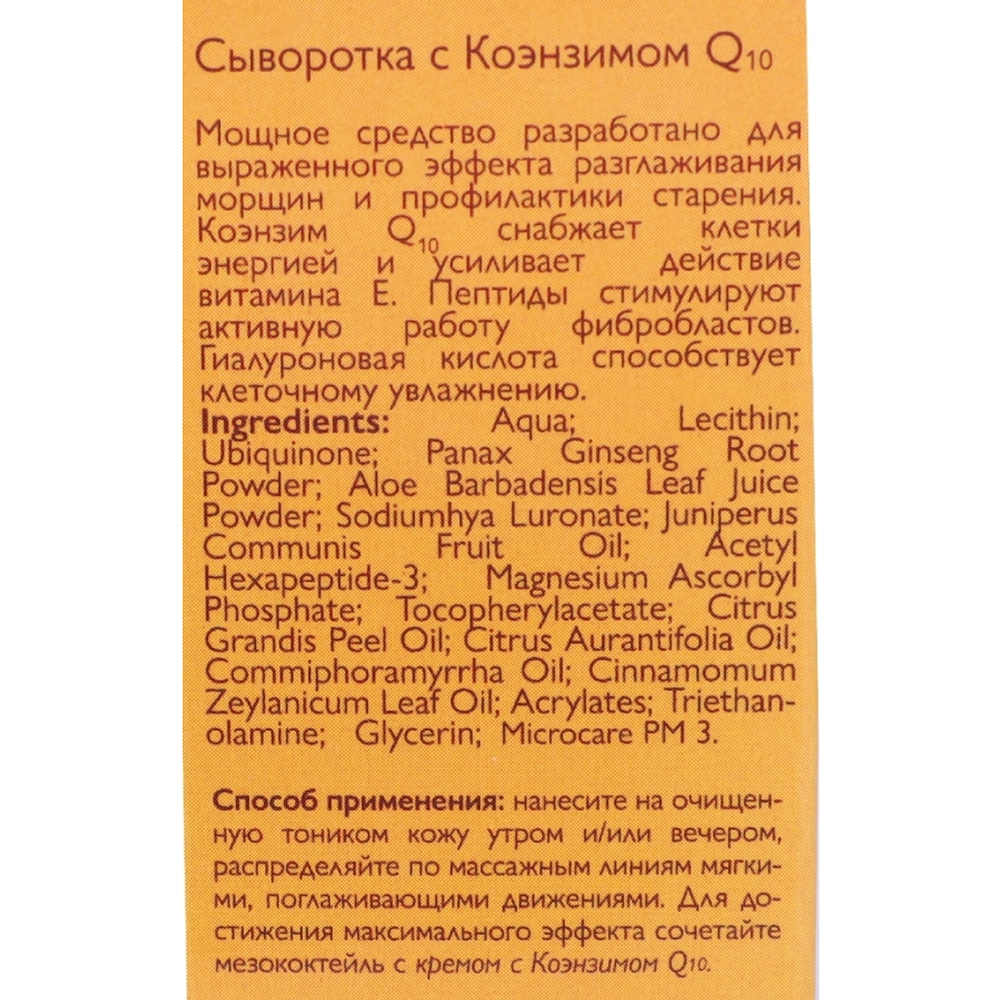 Сыворотка с Коэнзимом Q10
Мощное средство разработано для
выраженного эффекта разглаживания
морщин и профилактики старения.
Коэнзим Q10 снабжает клетки
энергией и усиливает действие
витамина Е. Пептиды стимулируют
активную работу фибробластов.
Гиалуроновая кислота способствует
клеточному увлажнению.
Ingredients: Aqua; Lecithin;
Ubiquinone; Panax Ginseng Root
Powder; Aloe Barbadensis Leaf Juice
Powder; Sodiumhya Luronate; Juniperus
Communis Fruit Oil; Acetyl
Hexapeptide-3; Magnesium Ascorbyl
Phosphate; Tocopherylacetate; Citrus
Grandis Peel Oil; Citrus Aurantifolia Oil;
Commiphoramyrrha Oil; Cinnamomum
Zeylanicum Leaf Oil; Acrylates; Triethan-
olamine; Glycerin; Microcare PM 3.
Способ применения: нанесите на очищен-
ную тоником кожу утром и/или вечером,
распределяйте по массажным линиям мягки-
ми, поглаживающими движениями. Для до-
стижения максимального эффекта сочетайте
мезококтейль с кремом с Коэнзимом Q10.